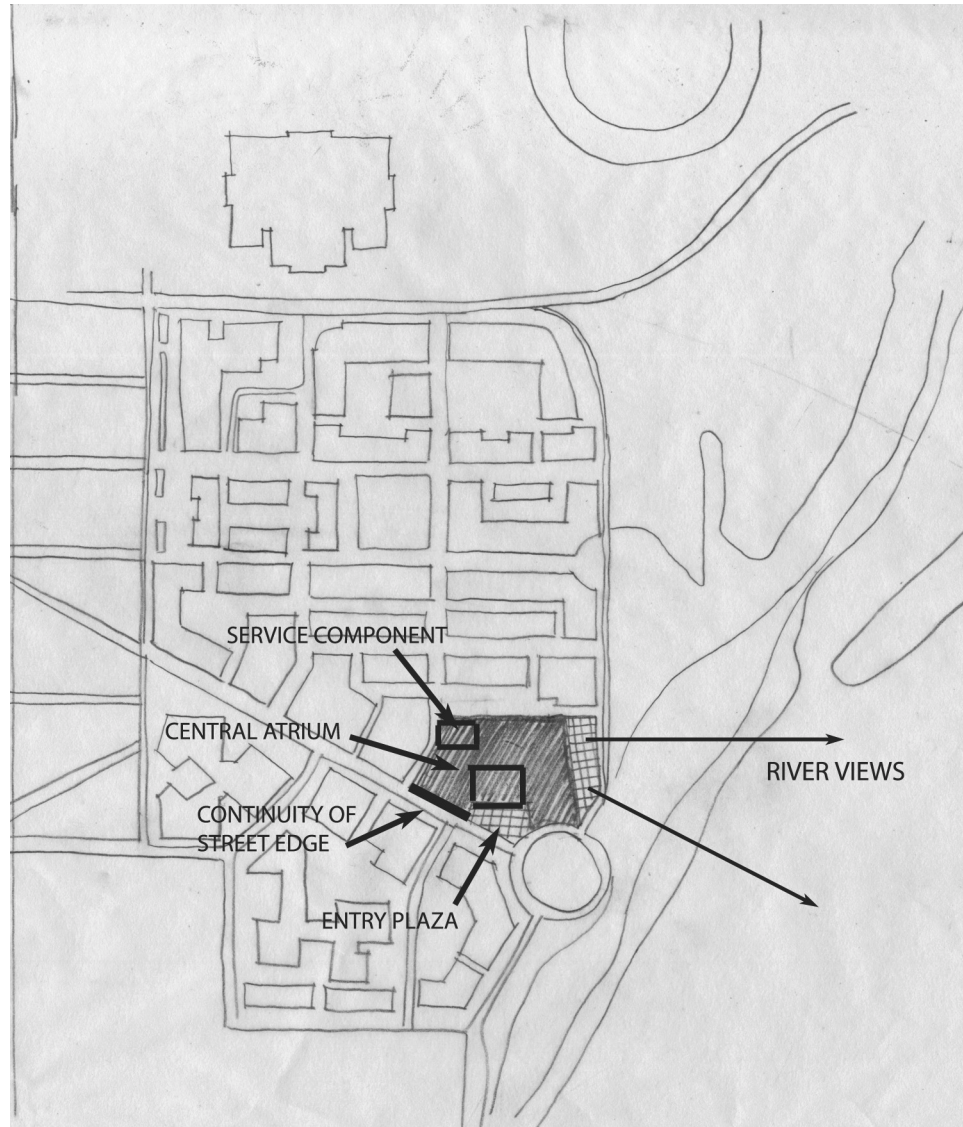 SERVICE COMPONENT
CENTRAL ATRIUM
RIVER VIEWS
CONTINUITY OF
STREET EDGE
ENTRY PLAZA